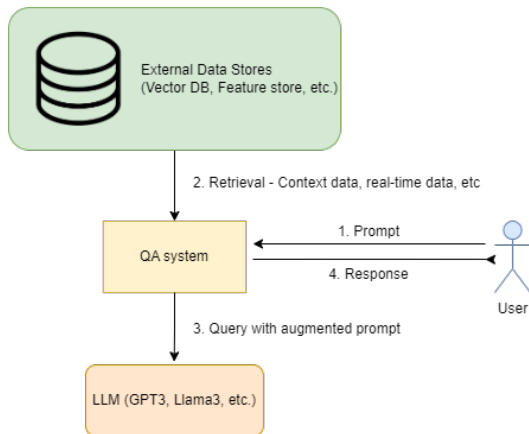 External Data Stores
(Vector DB, Feature store, etc.)
2. Retrieval - Context data, real-time data, etc
1. Prompt
QA system
4. Response
User
3. Query with augmented prompt
LLM (GPT3, Llama3, etc.)